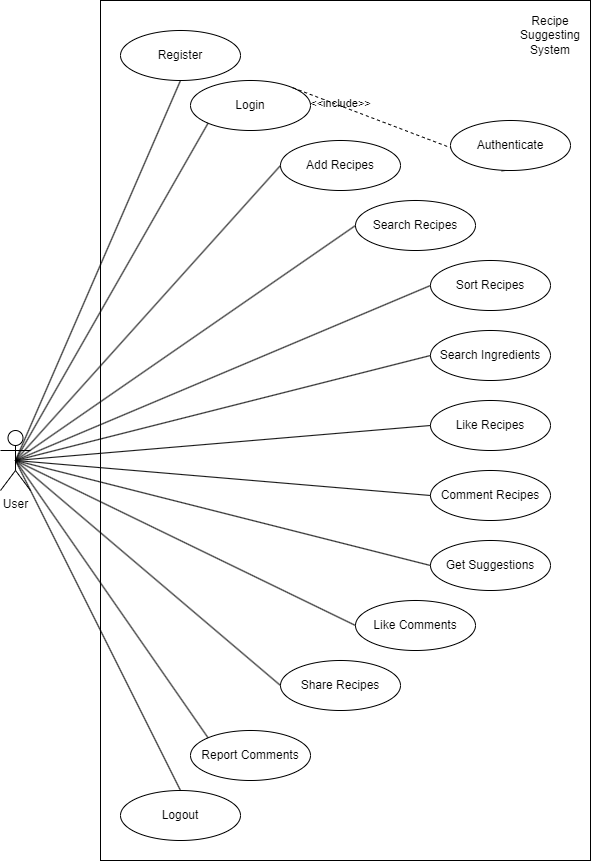 Recipe
Suggesting
System
Register
Login
<<include>>
Authenticate
Add Recipes
Search Recipes
Sort Recipes
Search Ingredients
Like Recipes
Comment Recipes
User
Get Suggestions
Like Comments
Share Recipes
Report Comments
Logout